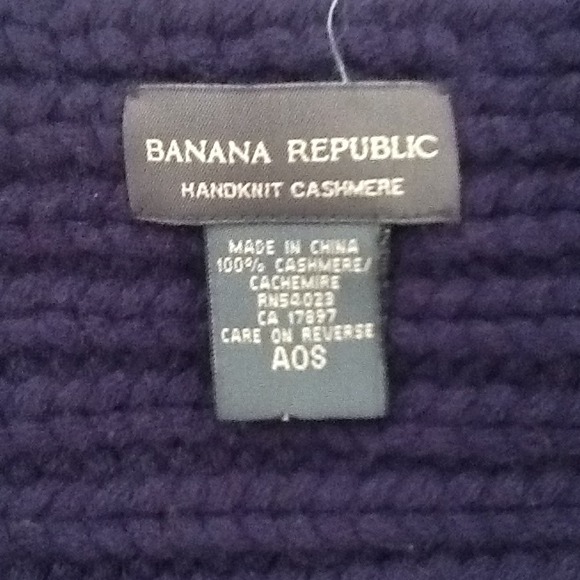 BANANA REPUBLIC
HANDKNIT CASHMERE
MADE IN CHINA
100% CASHMERE/
CACHEMIRE
RN54023
CA 17897
CARE ON REVERSE
AOS